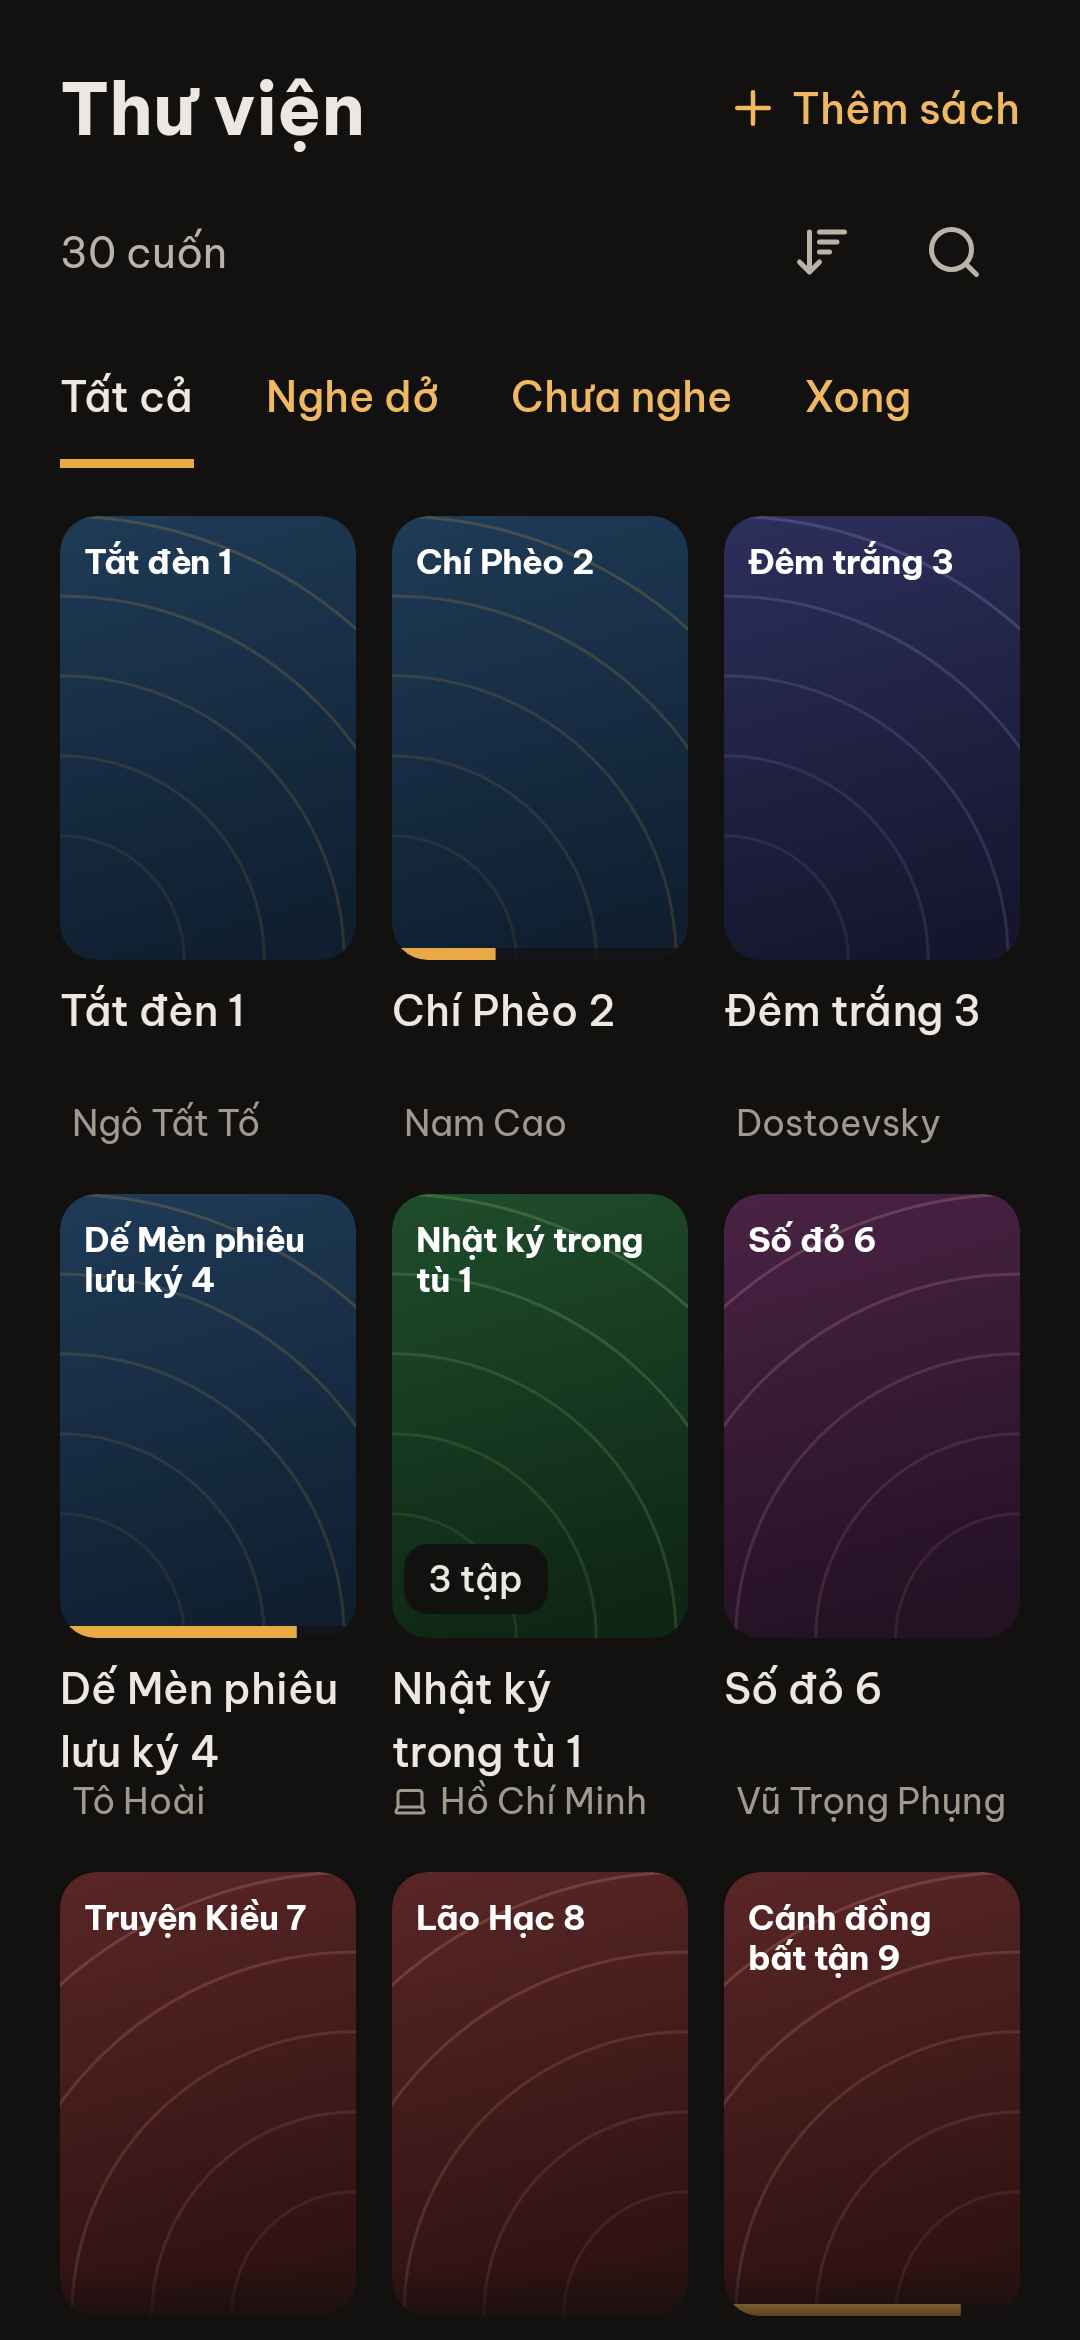 Thư viện
Thêm sách
30 cuốn
Tất cả
Nghe dở
Chưa nghe
Xong
Tắt đèn 1
Chí Phèo 2
Đêm trắng 3
Tắt đèn 1
Chí Phèo 2
Đêm trắng 3
Ngô Tất Tố
Nam Cao
Dostoevsky
Dế Mèn phiêu
lưu ký 4
Nhật ký trong
tù 1
Số đỏ 6
3 tập
Dế Mèn phiêu
lưu ký 4
Nhật ký
trong tù 1
Số đỏ 6
Tô Hoài
Hồ Chí Minh
Vũ Trọng Phụng
Truyện Kiều 7
Lão Hạc 8
Cánh đồng
bất tận 9